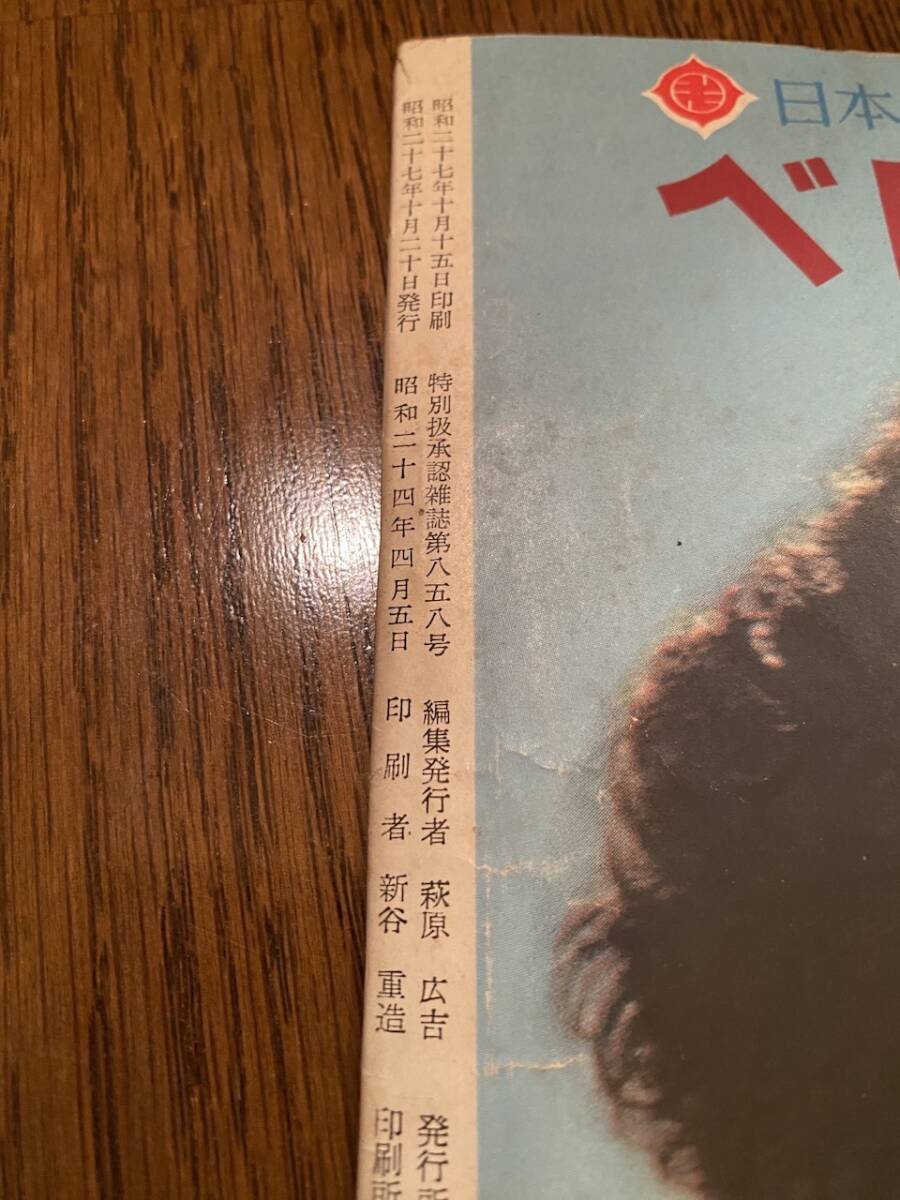 昭和二十七年十月十五日印刷
昭和二十七年十月二十日発行
特別扱承認雑誌第八五八号
昭和二十四年四月五日
編集発行者 萩原 広吉
印刷者 新谷 重造
発行所
印刷所
日本
ベ